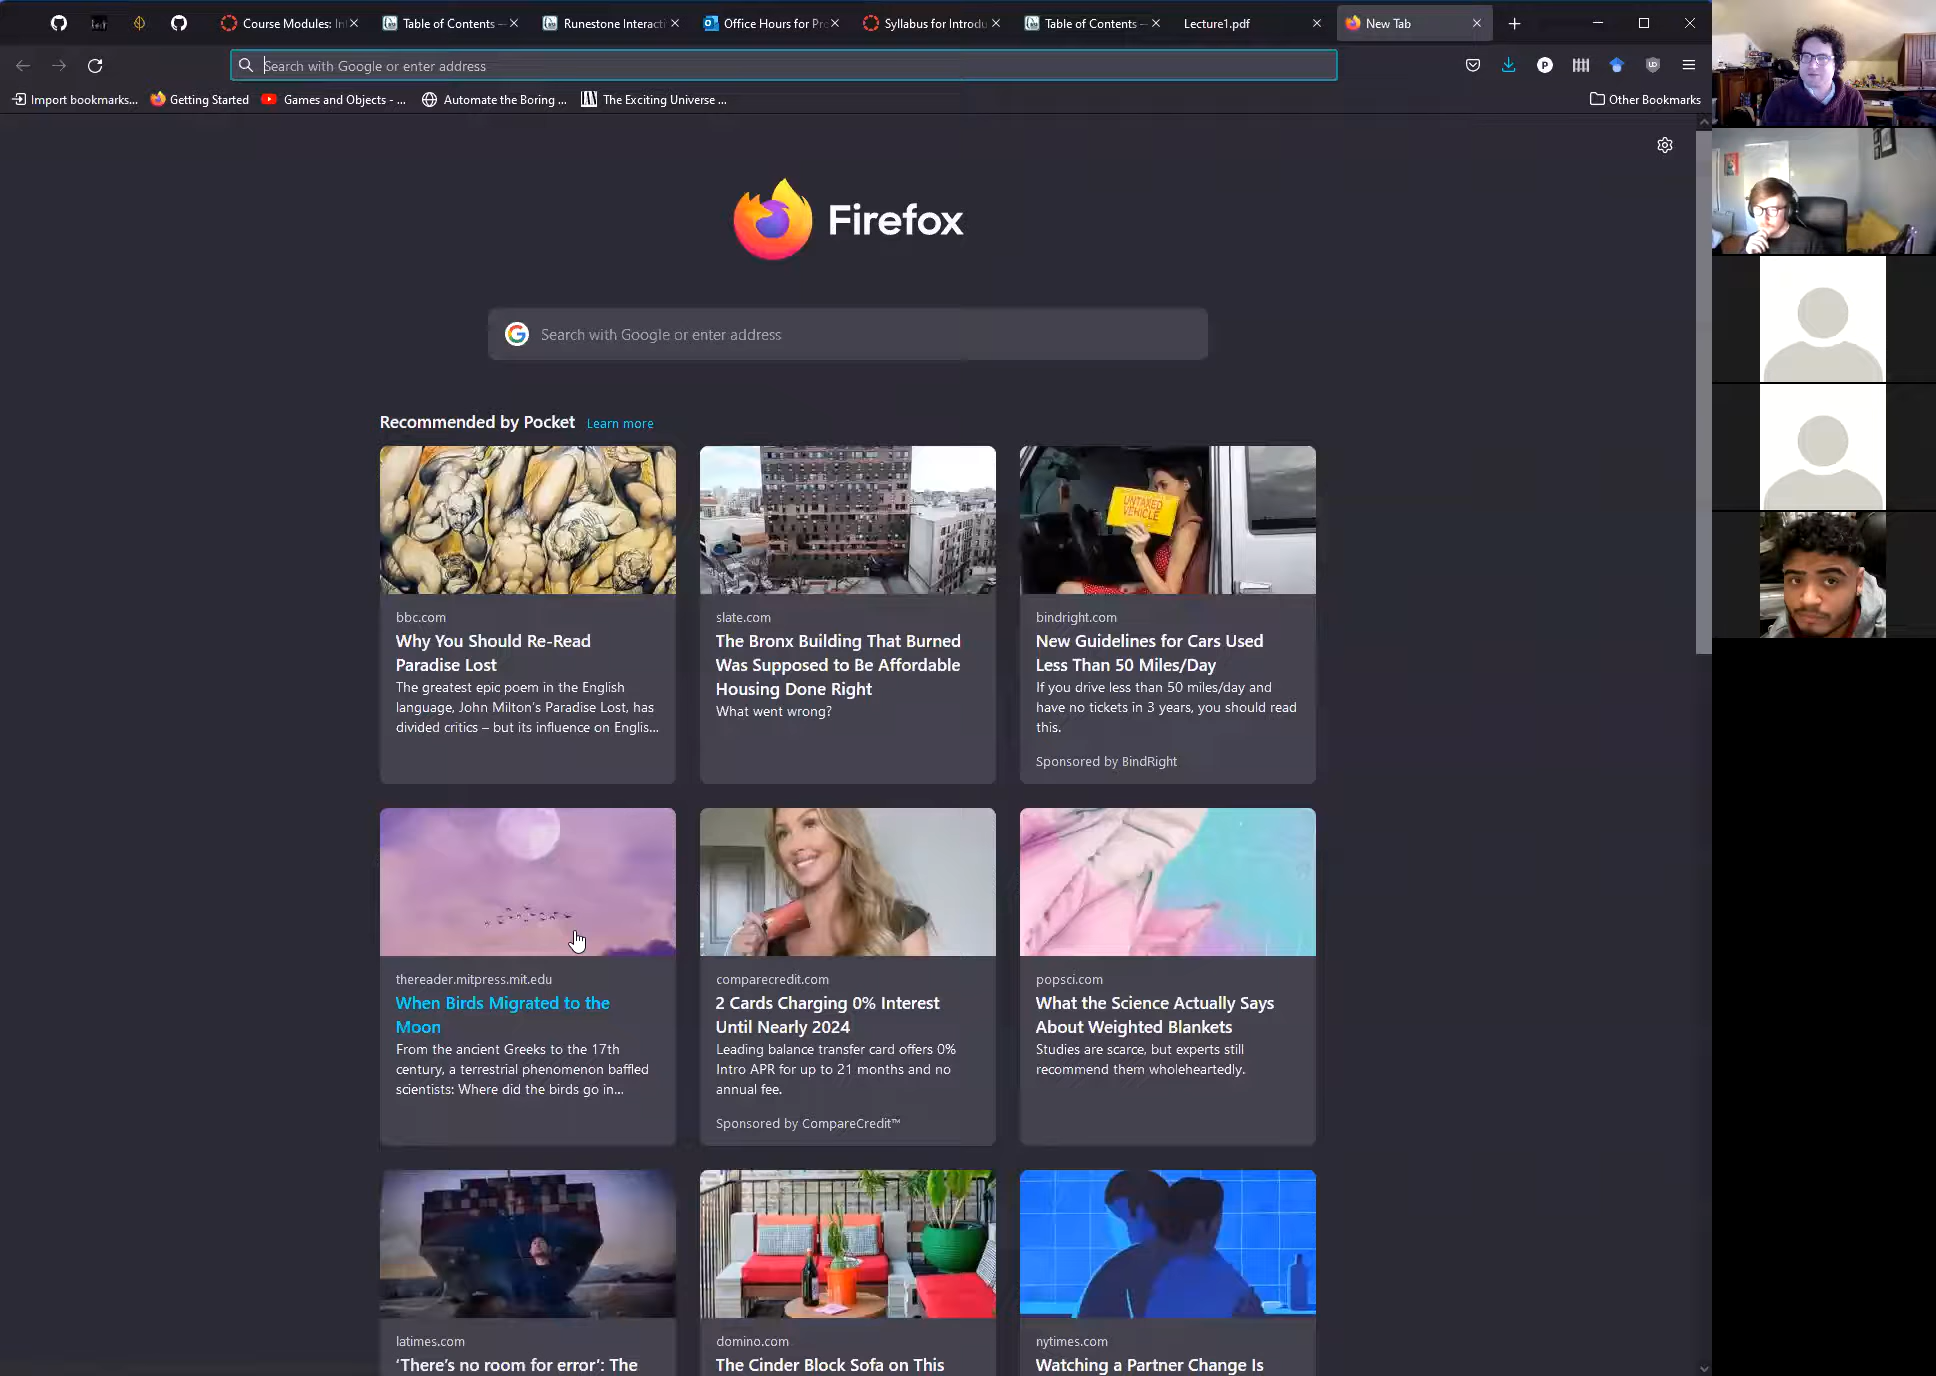 Course Modules: In
Table of Contents —
Runestone Interacti
Office Hours for Pro
Syllabus for Introdu
Table of Contents —
Lecture1.pdf
New Tab
Search with Google or enter address
Import bookmarks...
Getting Started
Games and Objects - ...
Automate the Boring ...
The Exciting Universe ...
Other Bookmarks
Firefox
Search with Google or enter address
Recommended by Pocket Learn more
UNTAXED
VEHICLE
bbc.com
Why You Should Re-Read
Paradise Lost
The greatest epic poem in the English
language, John Milton's Paradise Lost, has
divided critics – but its influence on Englis...
slate.com
The Bronx Building That Burned
Was Supposed to Be Affordable
Housing Done Right
What went wrong?
bindright.com
New Guidelines for Cars Used
Less Than 50 Miles/Day
If you drive less than 50 miles/day and
have no tickets in 3 years, you should read
this.
Sponsored by BindRight
thereader.mitpress.mit.edu
When Birds Migrated to the
Moon
From the ancient Greeks to the 17th
century, a terrestrial phenomenon baffled
scientists: Where did the birds go in...
comparecredit.com
2 Cards Charging 0% Interest
Until Nearly 2024
Leading balance transfer card offers 0%
Intro APR for up to 21 months and no
annual fee.
Sponsored by CompareCredit™
popsci.com
What the Science Actually Says
About Weighted Blankets
Studies are scarce, but experts still
recommend them wholeheartedly.
latimes.com
'There's no room for error': The
domino.com
The Cinder Block Sofa on This
nytimes.com
Watching a Partner Change Is